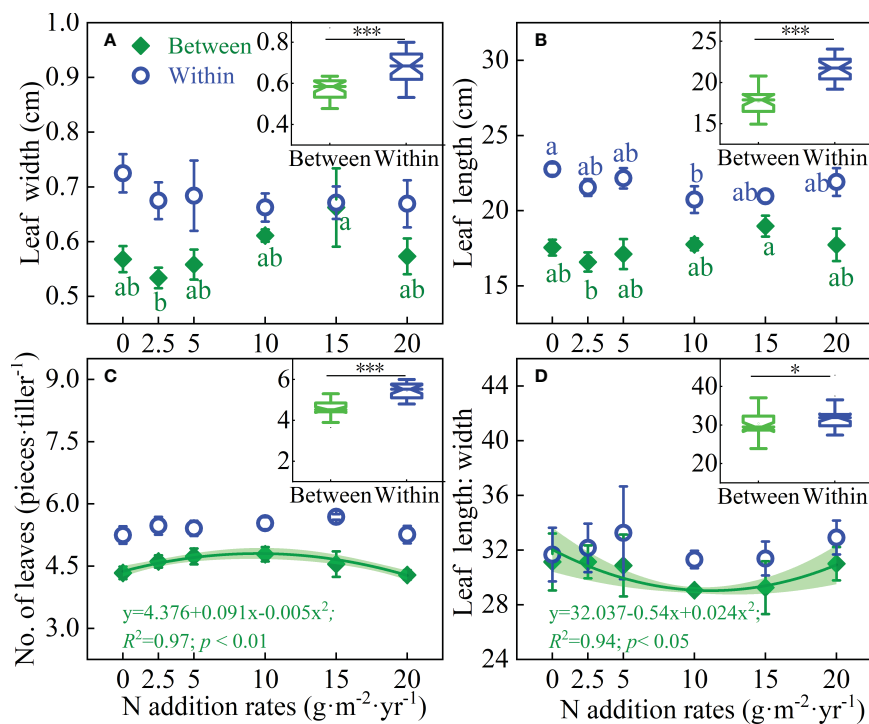 A
Between
Within
Leaf width (cm)
1.0
0.9
0.8
0.7
0.6
0.5
0 2.5 5 10 15 20
ab b ab ab a ab
***
0.8
0.6
0.4
Between Within
B
Leaf length (cm)
30
25
20
15
0 2.5 5 10 15 20
a ab ab b ab ab
ab b ab ab a ab
***
25
20
15
Between Within
C
No. of leaves (pieces·tiller⁻¹)
9.0
7.5
6.0
4.5
3.0
0 2.5 5 10 15 20
N addition rates (g·m⁻²·yr⁻¹)
y=4.376+0.091x-0.005x²;
R²=0.97; p < 0.01
***
6
4
2
Between Within
D
Leaf length: width
44
40
36
32
28
24
0 2.5 5 10 15 20
N addition rates (g·m⁻²·yr⁻¹)
y=32.037-0.54x+0.024x²;
R²=0.94; p< 0.05
*
40
30
20
Between Within